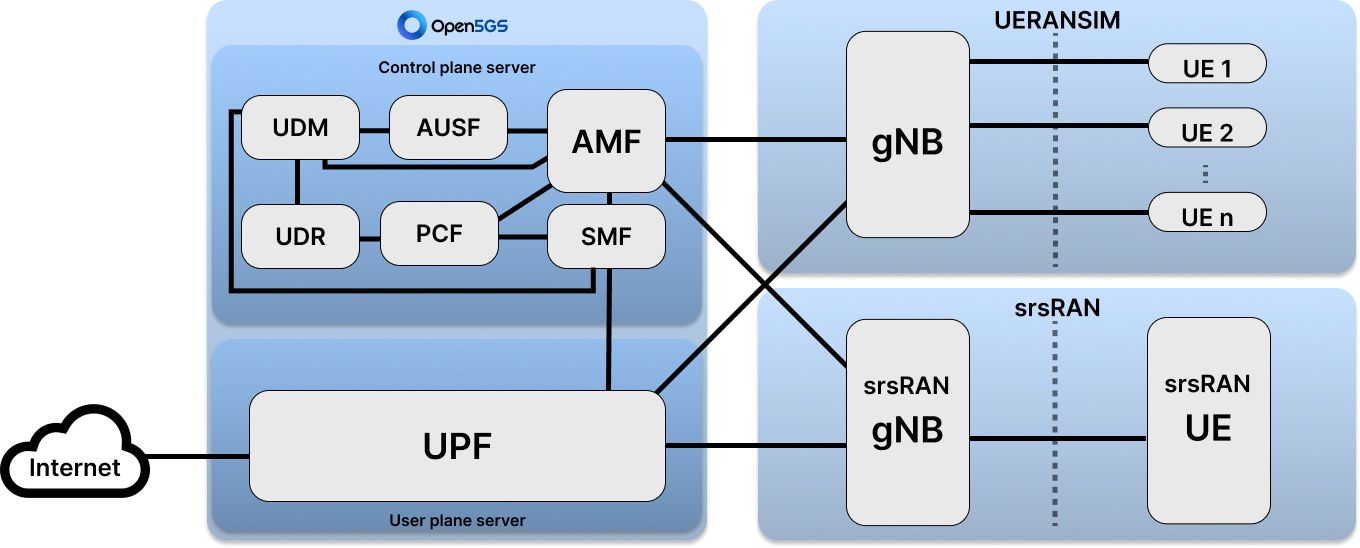 Open5GS
Control plane server
UDM
AUSF
AMF
UDR
PCF
SMF
UPF
User plane server
Internet
UERANSIM
gNB
UE 1
UE 2
UE n
srsRAN
srsRAN
gNB
srsRAN
UE